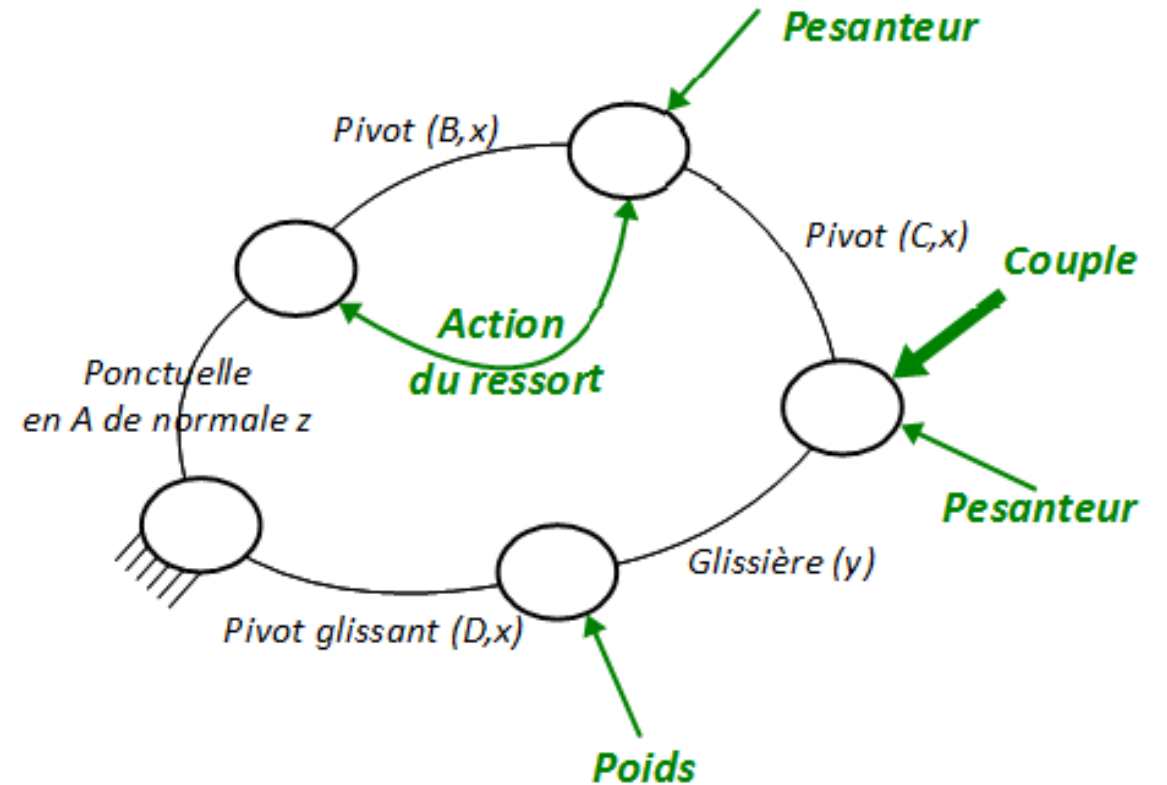 Pesanteur
Pivot (B,x)
Pivot (C,x)
Couple
Action
du ressort
Ponctuelle
en A de normale z
Pesanteur
Glissière (y)
Pivot glissant (D,x)
Poids